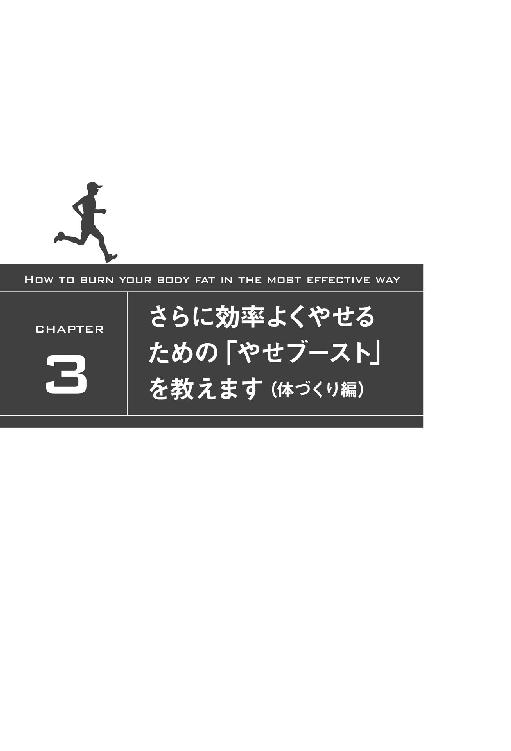 HOW TO BURN YOUR BODY FAT IN THE MOST EFFECTIVE WAY
CHAPTER
3
さらに効率よくやせる
ための「やせブースト」
を教えます（体づくり編）